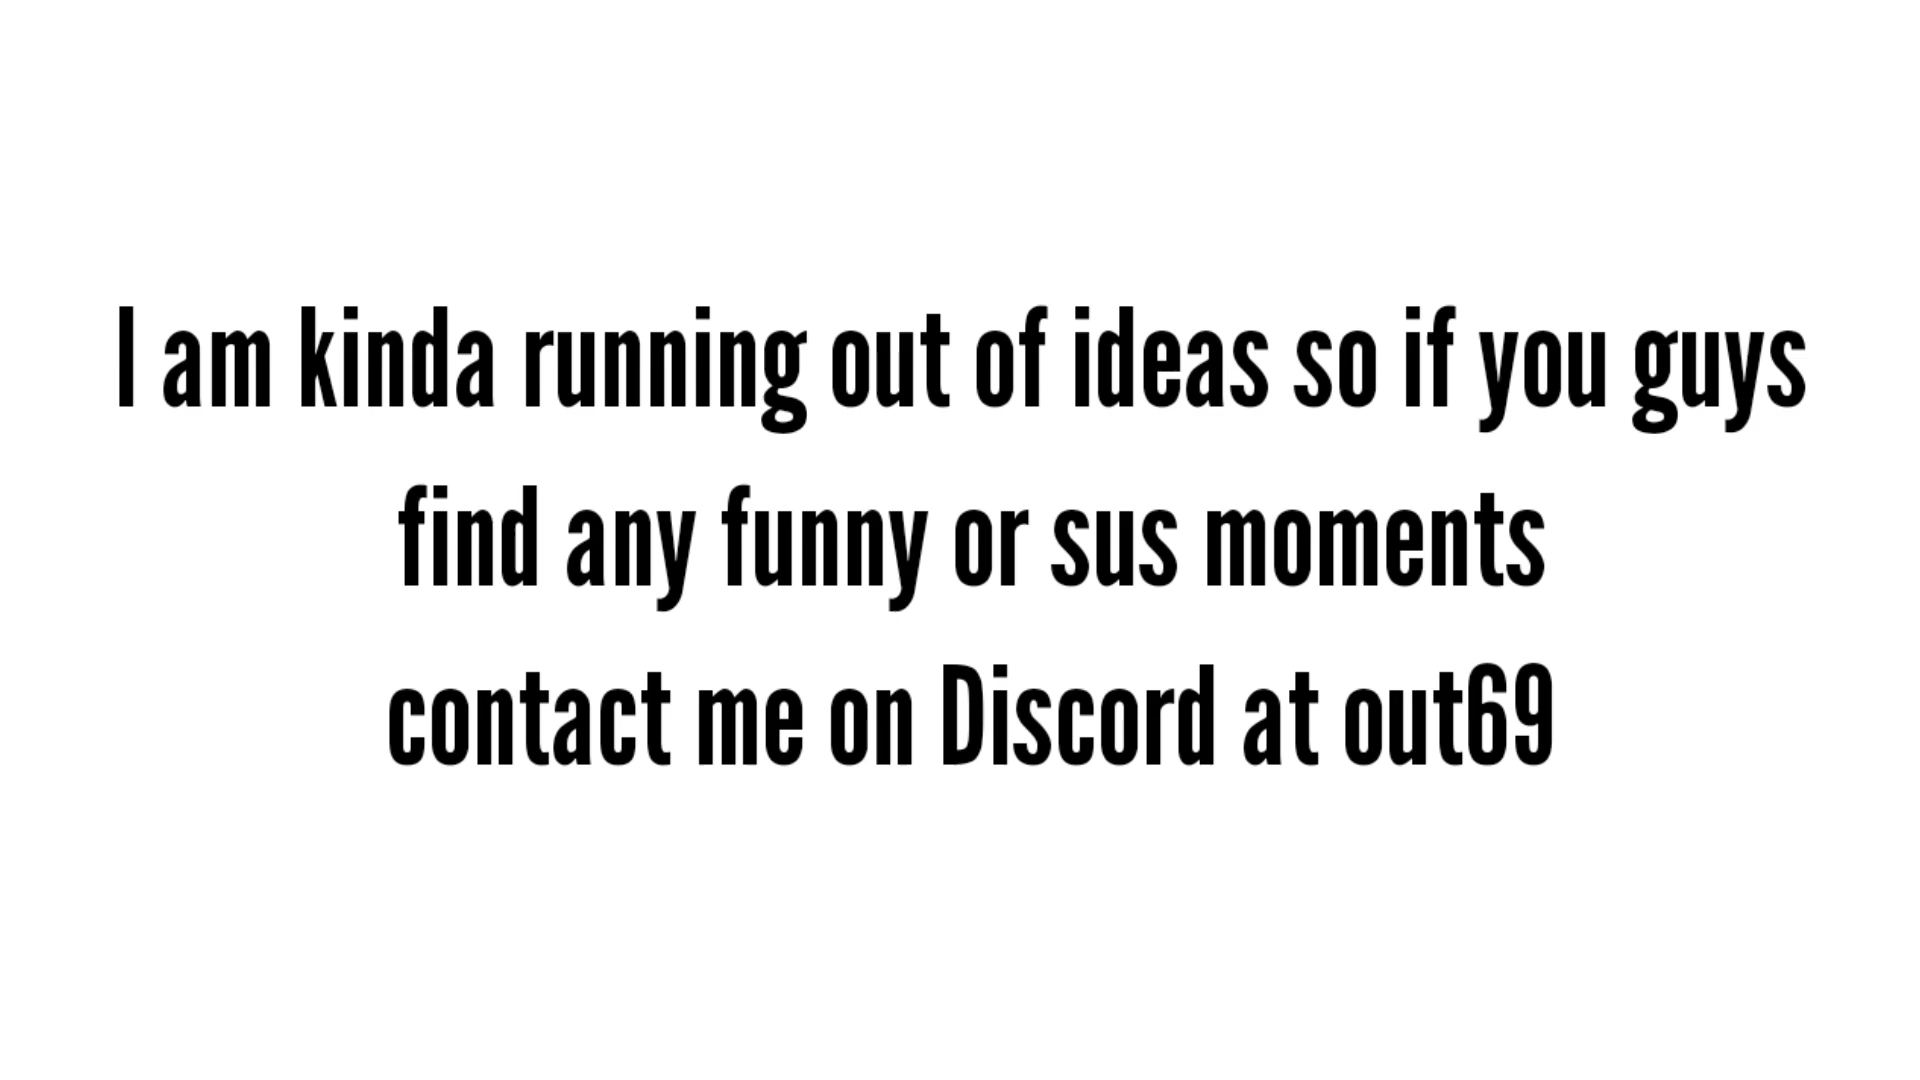 I am kinda running out of ideas so if you guys
find any funny or sus moments
contact me on Discord at out69